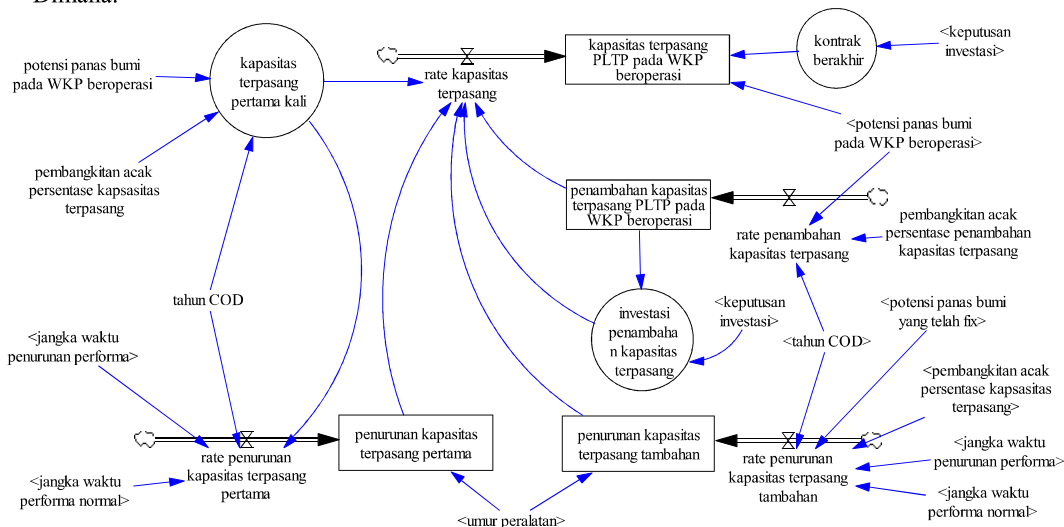 Dimana:
kapasitas terpasang
PLTP pada WKP
beroperasi
kontrak
berakhir
<keputusan
investasi>
potensi panas bumi
pada WKP beroperasi
kapasitas
terpasang
pertama kali
rate kapasitas
terpasang
<potensi panas bumi
pada WKP beroperasi>
pembangkitan acak
persentase kapsasitas
terpasang
penambahan kapasitas
terpasang PLTP pada
WKP beroperasi
rate penambahan
kapasitas terpasang
pembangkitan acak
persentase penambahan
kapasitas terpasang
tahun COD
investasi
penambaha
n kapasitas
terpasang
<keputusan
investasi>
<potensi panas bumi
yang telah fix>
<tahun COD>
<jangka waktu
penurunan performa>
<pembangkitan acak
persentase kapsasitas
terpasang>
penurunan kapasitas
terpasang pertama
penurunan kapasitas
terpasang tambahan
rate penurunan
kapasitas terpasang
pertama
rate penurunan
kapasitas terpasang
tambahan
<jangka waktu
penurunan performa>
<jangka waktu
performa normal>
<jangka waktu
performa normal>
<umur peralatan>